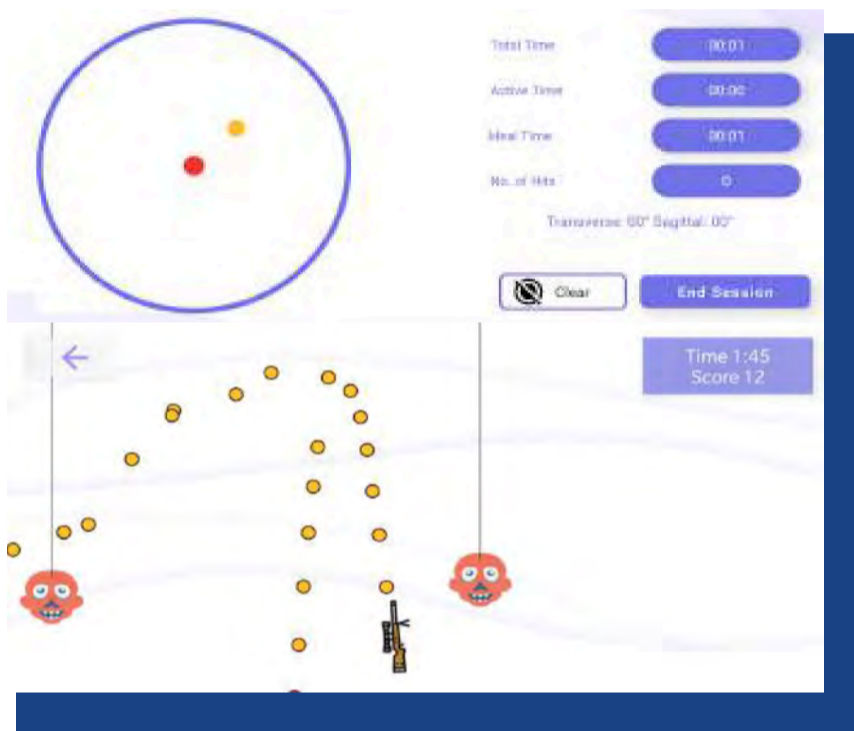 Total Time
00:01
Active Time
00:00
Ideal Time
00:01
No. of Hits
0
Transverse: 60° Sagittal: 00°
Clear
End Session
Time 1:45
Score 12